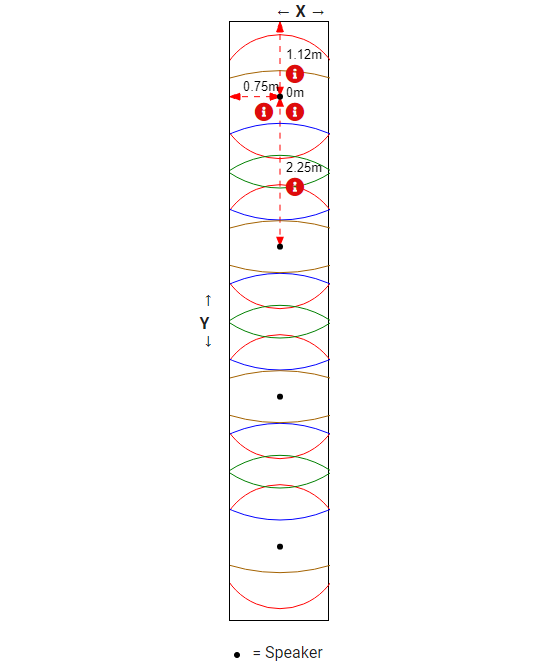 ← X →
1.12m
0.75m
0m
2.25m
↑
Y
↓
= Speaker